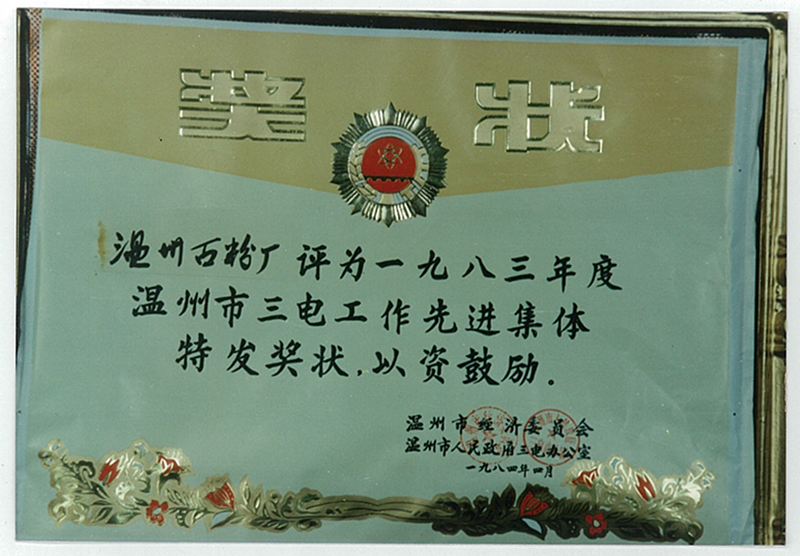 奖状
温州石粉厂评为一九八三年度
温州市三电工作先进集体
特发奖状,以资鼓励.
温州市经济委员会
温州市人民政府三电办公室
一九八四年四月